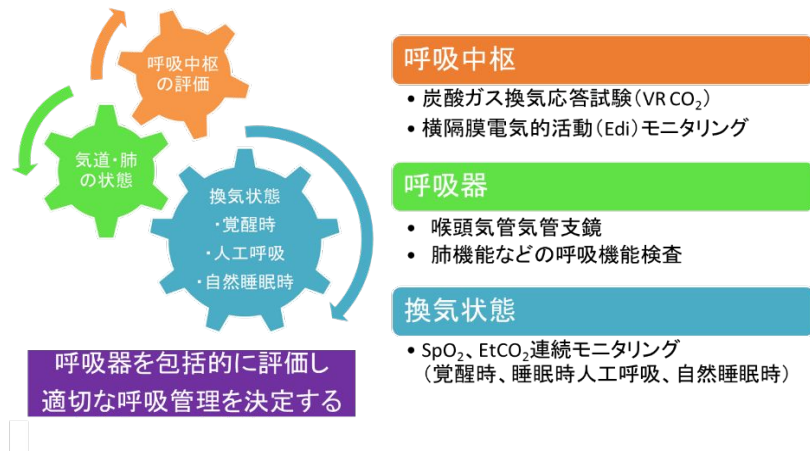 呼吸中枢
の評価
気道・肺
の状態
換気状態
・覚醒時
・人工呼吸
・自然睡眠時
呼吸器を包括的に評価し
適切な呼吸管理を決定する
呼吸中枢
• 炭酸ガス換気応答試験(VR CO₂)
• 横隔膜電気的活動(Edi)モニタリング
呼吸器
• 喉頭気管気管支鏡
• 肺機能などの呼吸機能検査
換気状態
• SpO₂、EtCO₂連続モニタリング
(覚醒時、睡眠時人工呼吸、自然睡眠時)